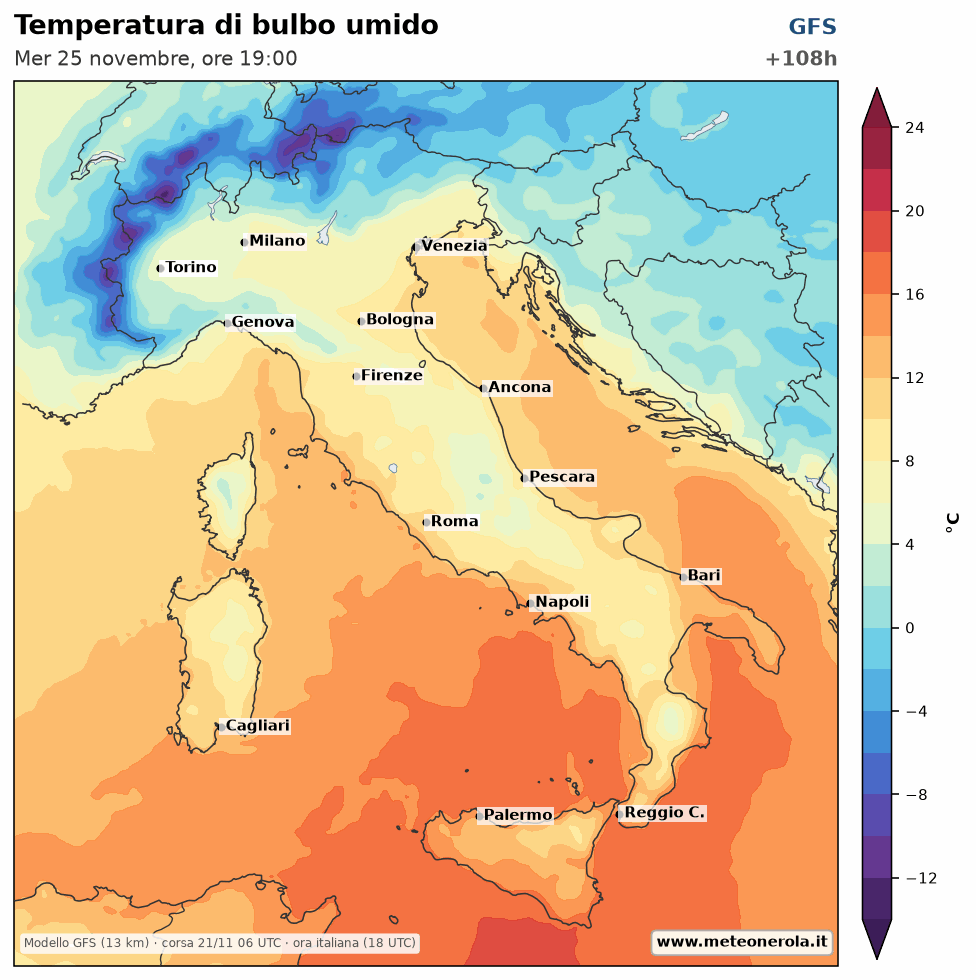 Temperatura di bulbo umido
GFS
Mer 25 novembre, ore 19:00
+108h
Milano
Venezia
Torino
Genova
Bologna
Firenze
Ancona
Pescara
Roma
Bari
Napoli
Cagliari
Palermo
Reggio C.
24
20
16
12
8
4
0
−4
−8
−12
°C
Modello GFS (13 km) · corsa 21/11 06 UTC · ora italiana (18 UTC)
www.meteonerola.it